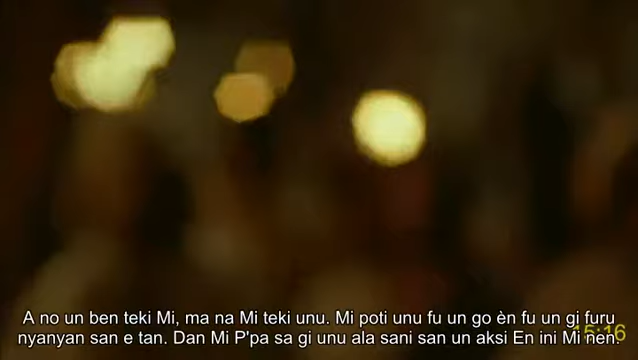 A no un ben teki Mi, ma na Mi teki unu. Mi poti unu fu un go èn fu un gi furu
nyanyan san e tan. Dan Mi P'pa sa gi unu ala sani san un aksi En ini Mi nen.
15:16